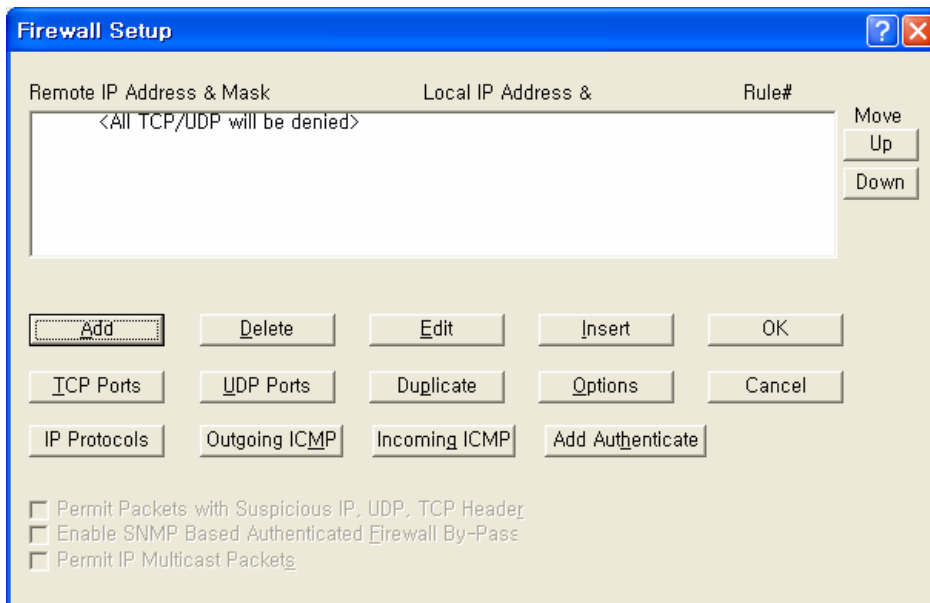 Firewall Setup
Remote IP Address & Mask Local IP Address & Rule#
<All TCP/UDP will be denied>
Move
Up
Down
Add Delete Edit Insert OK
TCP Ports UDP Ports Duplicate Options Cancel
IP Protocols Outgoing ICMP Incoming ICMP Add Authenticate
Permit Packets with Suspicious IP, UDP, TCP Header
Enable SNMP Based Authenticated Firewall By-Pass
Permit IP Multicast Packets